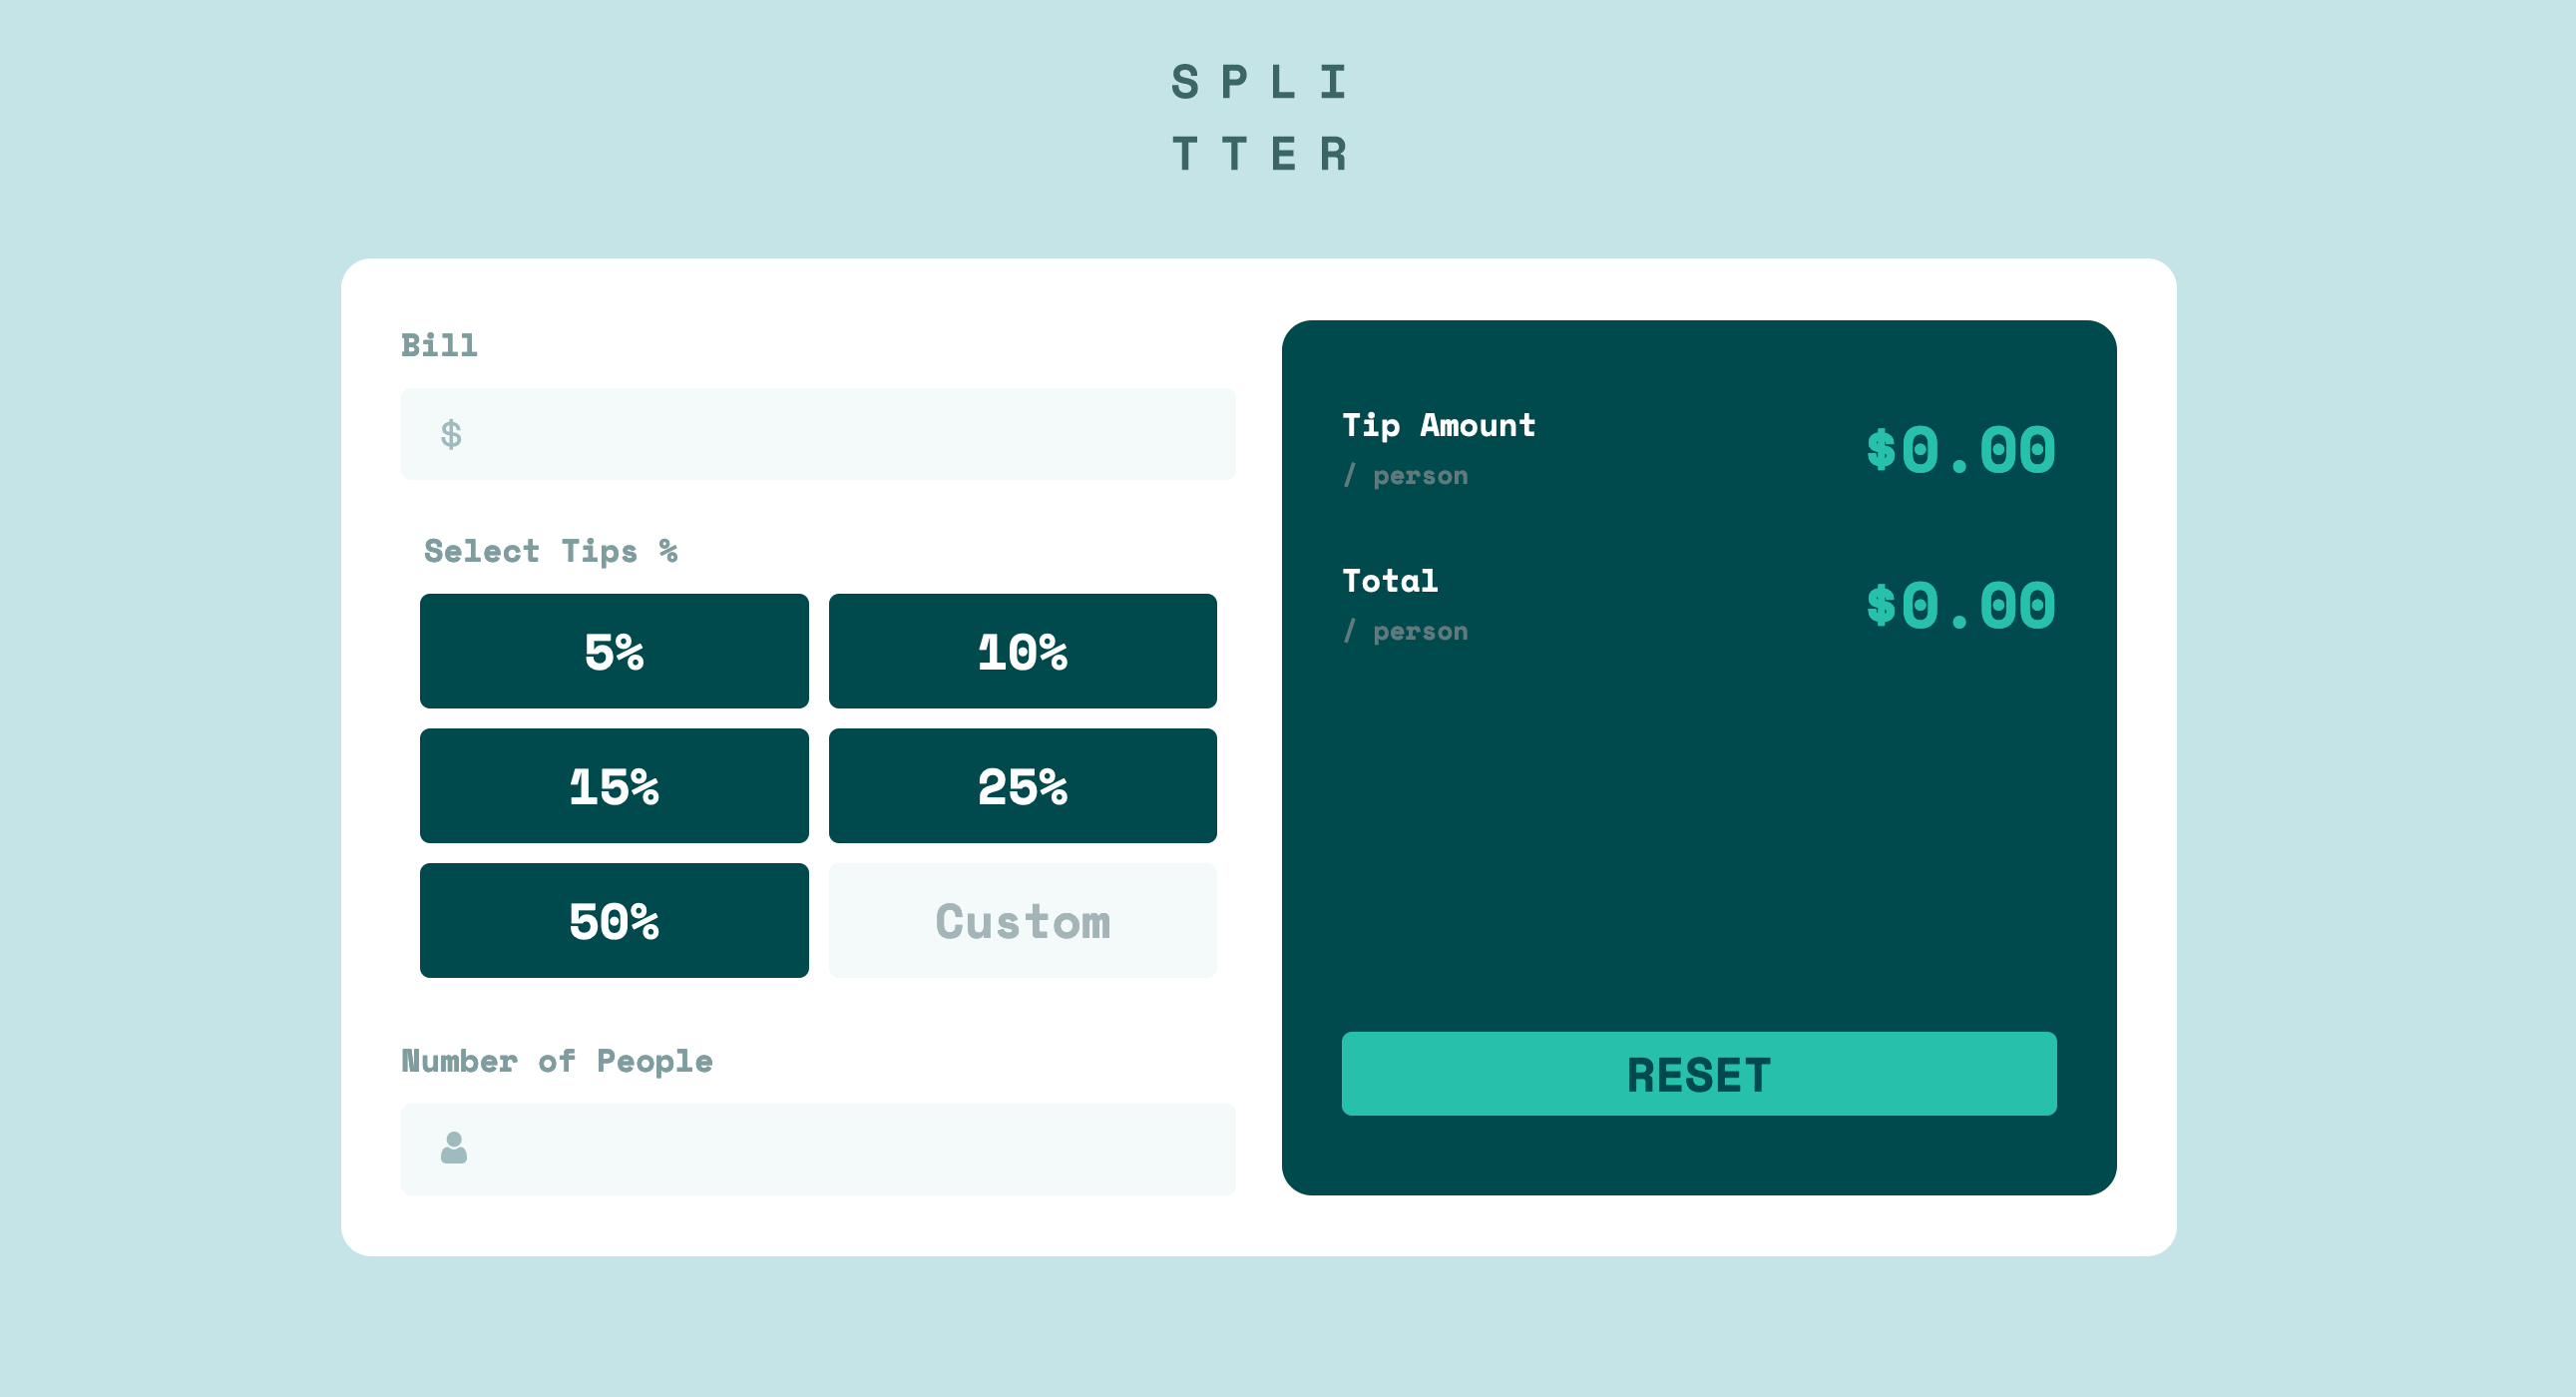 S P L I
T T E R
Bill
$
Select Tips %
5%
10%
15%
25%
50%
Custom
Number of People
Tip Amount
/ person
$0.00
Total
/ person
$0.00
RESET